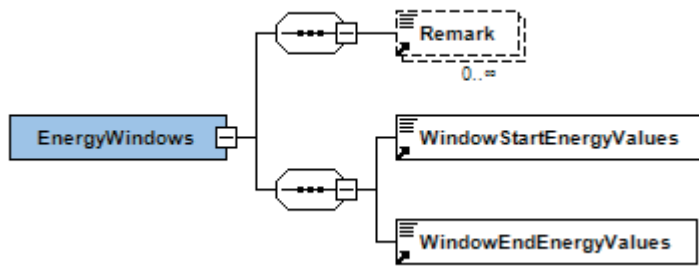 Remark
0..∞
EnergyWindows
WindowStartEnergyValues
WindowEndEnergyValues